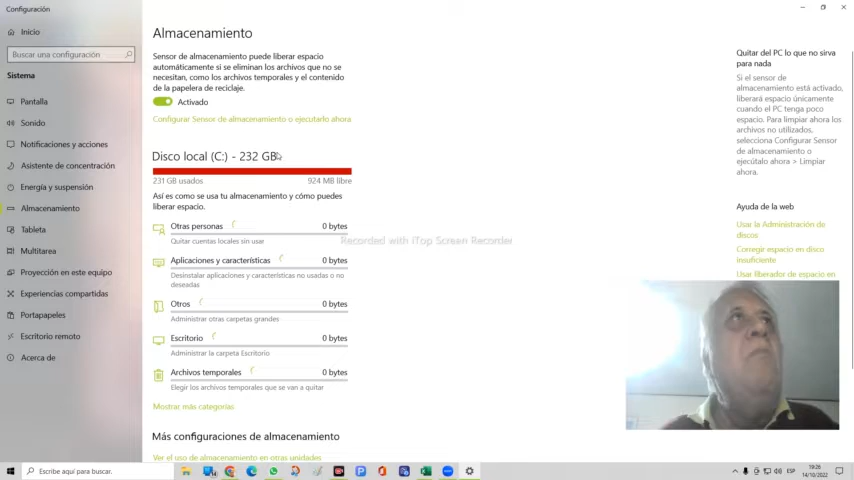 Configuración
Inicio
Buscar una configuración
Sistema
Pantalla
Sonido
Notificaciones y acciones
Asistente de concentración
Energía y suspensión
Almacenamiento
Tableta
Multitarea
Proyección en este equipo
Experiencias compartidas
Portapapeles
Escritorio remoto
Acerca de
Almacenamiento
Sensor de almacenamiento puede liberar espacio
automáticamente si se eliminan los archivos que no se
necesitan, como los archivos temporales y el contenido
de la papelera de reciclaje.
Activado
Configurar Sensor de almacenamiento o ejecutarlo ahora
Disco local (C:) - 232 GB
231 GB usados
924 MB libre
Así es como se usa tu almacenamiento y cómo puedes
liberar espacio.
Otras personas
0 bytes
Quitar cuentas locales sin usar
Aplicaciones y características
0 bytes
Desinstalar aplicaciones y características no usadas o no
deseadas
Otros
0 bytes
Administrar otras carpetas grandes
Escritorio
0 bytes
Administrar la carpeta Escritorio
Archivos temporales
0 bytes
Elegir los archivos temporales que se van a quitar
Mostrar más categorías
Más configuraciones de almacenamiento
Ver el uso de almacenamiento en otras unidades
Recorded with iTop Screen Recorder
Quitar del PC lo que no sirva
para nada
Si el sensor de
almacenamiento está activado,
liberará espacio únicamente
cuando el PC tenga poco
espacio. Para limpiar ahora los
archivos no utilizados,
selecciona Configurar Sensor
de almacenamiento o
ejecútalo ahora > Limpiar
ahora.
Ayuda de la web
Usar la Administración de
discos
Corregir espacio en disco
insuficiente
Usar liberador de espacio en
Escribe aquí para buscar.
ESP
19:26
14/10/2022